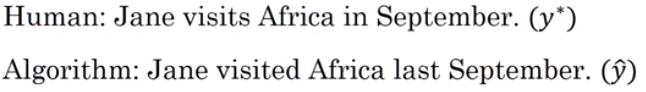 Human: Jane visits Africa in September. (y*)
Algorithm: Jane visited Africa last September. (ŷ)